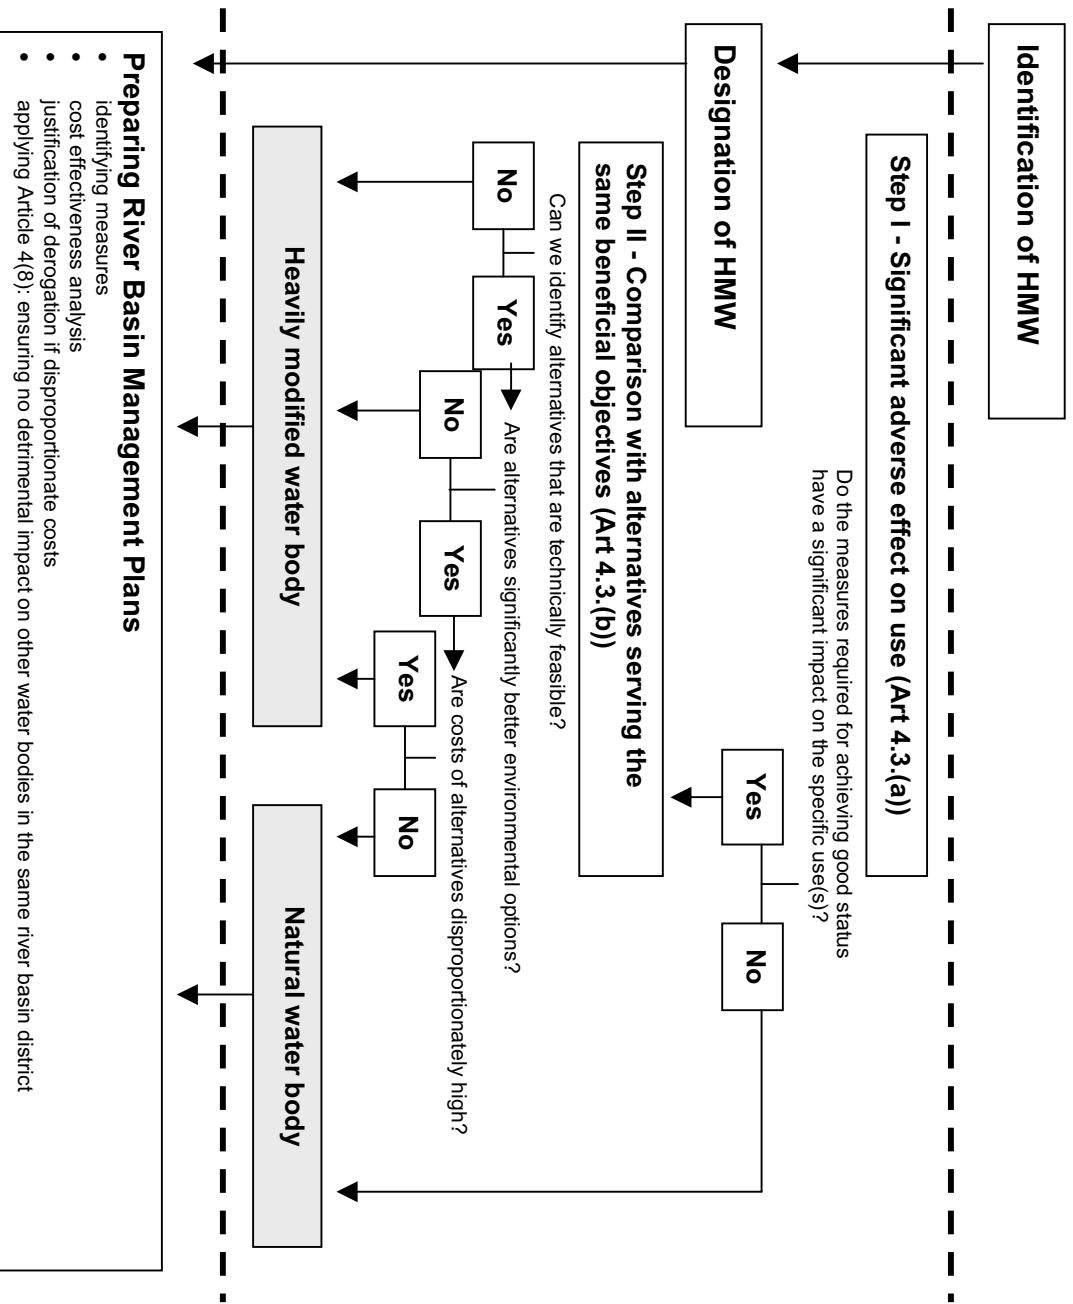 Identification of HMW
Step I - Significant adverse effect on use (Art 4.3.(a))
Do the measures required for achieving good status
have a significant impact on the specific use(s)?
Yes
No
Designation of HMW
Step II - Comparison with alternatives serving the
same beneficial objectives (Art 4.3.(b))
Can we identify alternatives that are technically feasible?
No
Yes
Are alternatives significantly better environmental options?
No
Yes
Are costs of alternatives disproportionately high?
Yes
No
Heavily modified water body
Natural water body
Preparing River Basin Management Plans
• identifying measures
• cost effectiveness analysis
• justification of derogation if disproportionate costs
• applying Article 4(8): ensuring no detrimental impact on other water bodies in the same river basin district